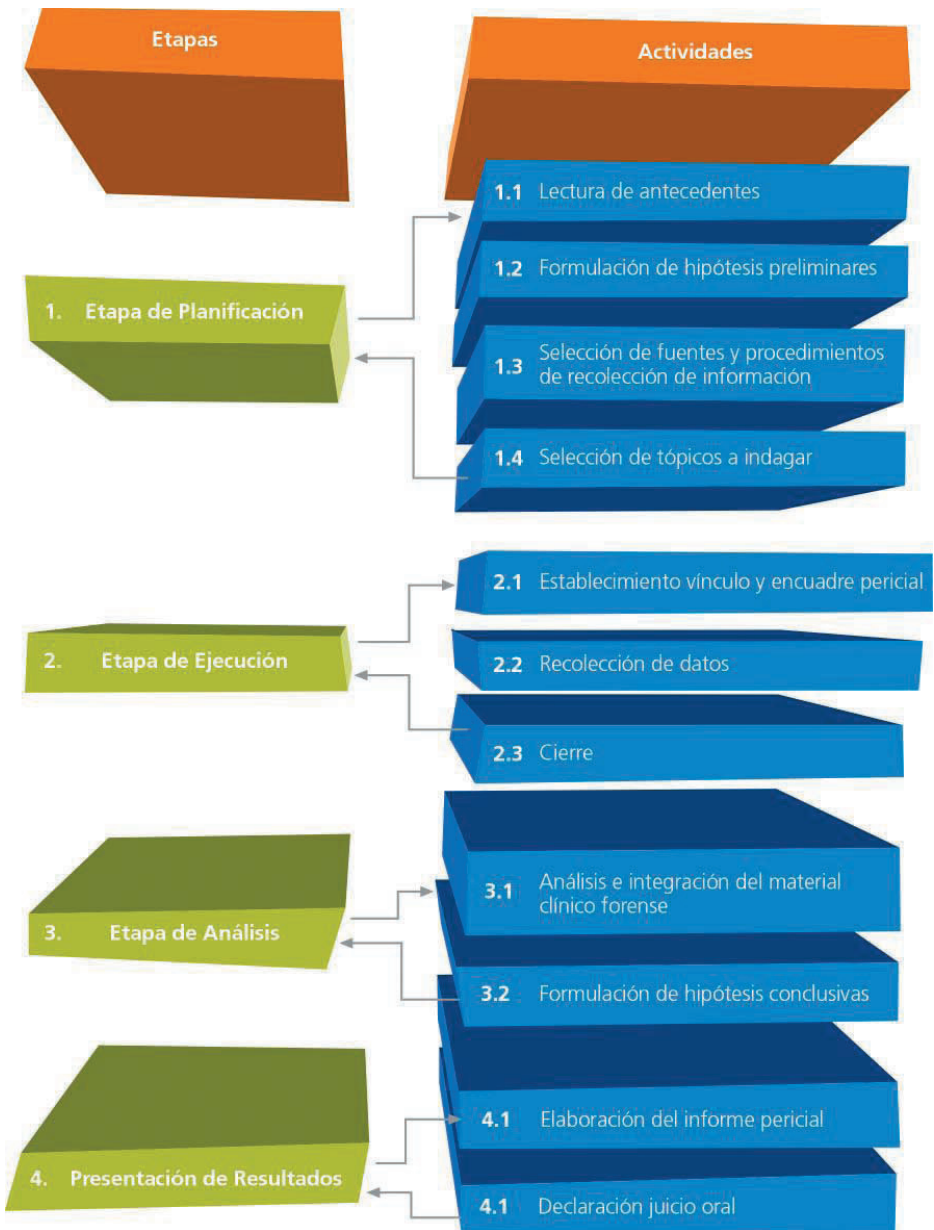 Etapas
Actividades
1.1 Lectura de antecedentes
1.2 Formulación de hipótesis preliminares
1. Etapa de Planificación
1.3 Selección de fuentes y procedimientos
de recolección de información
1.4 Selección de tópicos a indagar
2.1 Establecimiento vínculo y encuadre pericial
2. Etapa de Ejecución
2.2 Recolección de datos
2.3 Cierre
3.1 Análisis e integración del material
clínico forense
3. Etapa de Análisis
3.2 Formulación de hipótesis conclusivas
4.1 Elaboración del informe pericial
4. Presentación de Resultados
4.1 Declaración juicio oral